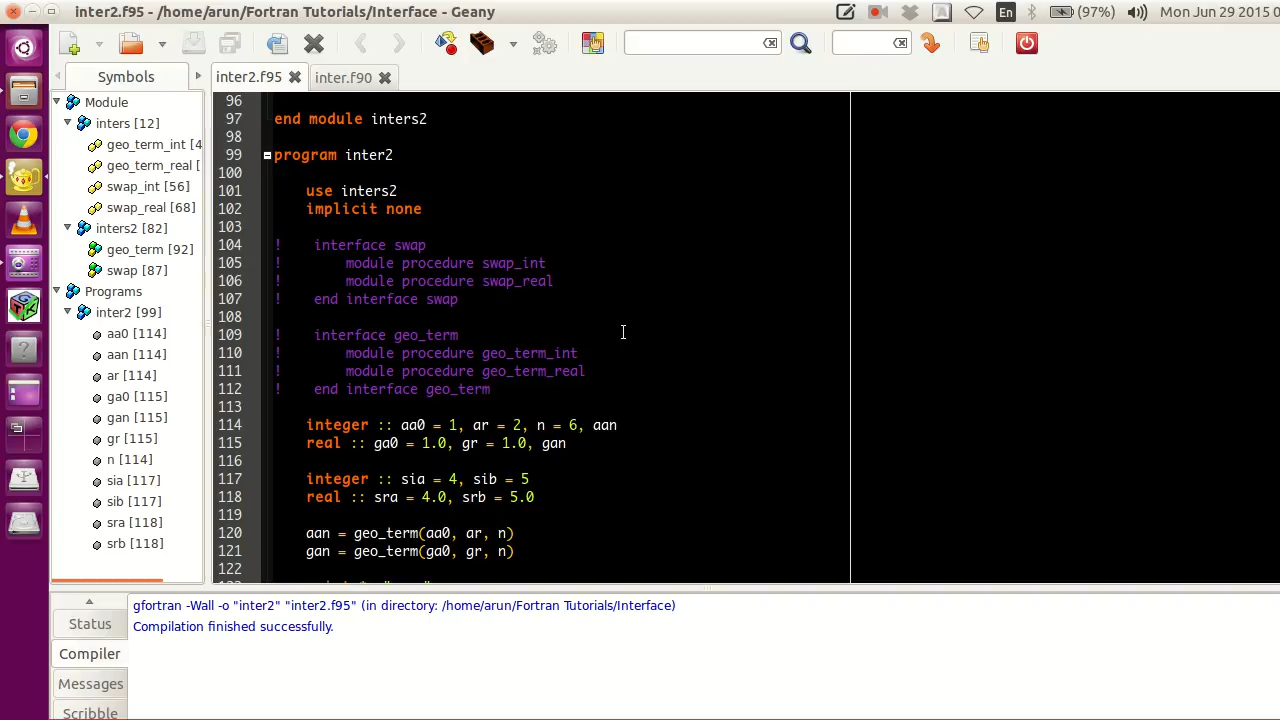 inter2.f95 - /home/arun/Fortran Tutorials/Interface - Geany
En
(97%)
Mon Jun 29 2015 0
Symbols
inter2.f95
inter.f90
Module
inters [12]
geo_term_int [4
geo_term_real [
swap_int [56]
swap_real [68]
inters2 [82]
geo_term [92]
swap [87]
Programs
inter2 [99]
aa0 [114]
aan [114]
ar [114]
ga0 [115]
gan [115]
gr [115]
n [114]
sia [117]
sib [117]
sra [118]
srb [118]
96
97 end module inters2
98
99 program inter2
100
101 use inters2
102 implicit none
103
104 ! interface swap
105 ! module procedure swap_int
106 ! module procedure swap_real
107 ! end interface swap
108
109 ! interface geo_term
110 ! module procedure geo_term_int
111 ! module procedure geo_term_real
112 ! end interface geo_term
113
114 integer :: aa0 = 1, ar = 2, n = 6, aan
115 real :: ga0 = 1.0, gr = 1.0, gan
116
117 integer :: sia = 4, sib = 5
118 real :: sra = 4.0, srb = 5.0
119
120 aan = geo_term(aa0, ar, n)
121 gan = geo_term(ga0, gr, n)
122
Status
Compiler
Messages
Scribble
gfortran -Wall -o "inter2" "inter2.f95" (in directory: /home/arun/Fortran Tutorials/Interface)
Compilation finished successfully.